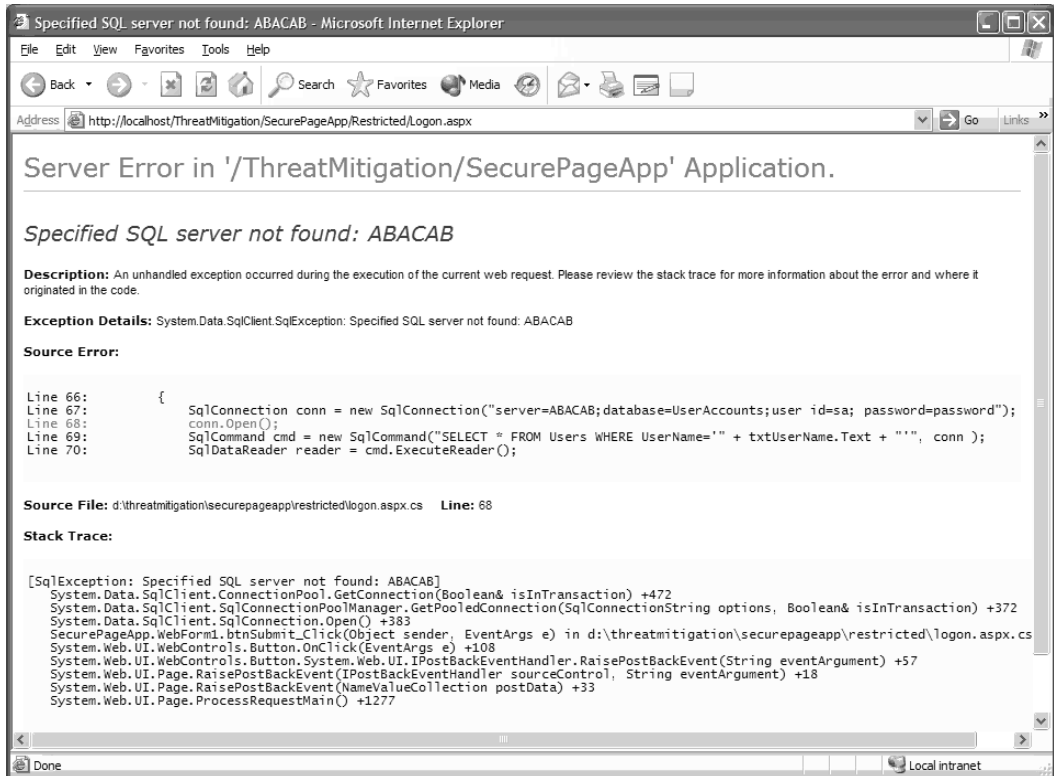 Specified SQL server not found: ABACAB - Microsoft Internet Explorer
File Edit View Favorites Tools Help
Back Search Favorites Media
Address http://localhost/ThreatMitigation/SecurePageApp/Restricted/Logon.aspx Go Links »
Server Error in '/ThreatMitigation/SecurePageApp' Application.
Specified SQL server not found: ABACAB
Description: An unhandled exception occurred during the execution of the current web request. Please review the stack trace for more information about the error and where it
originated in the code.
Exception Details: System.Data.SqlClient.SqlException: Specified SQL server not found: ABACAB
Source Error:
Line 66: {
Line 67: SqlConnection conn = new SqlConnection("server=ABACAB;database=UserAccounts;user id=sa; password=password");
Line 68: conn.Open();
Line 69: SqlCommand cmd = new SqlCommand("SELECT * FROM Users WHERE UserName='" + txtUserName.Text + "'", conn );
Line 70: SqlDataReader reader = cmd.ExecuteReader();
Source File: d:\threatmitigation\securepageapp\restricted\logon.aspx.cs Line: 68
Stack Trace:
[SqlException: Specified SQL server not found: ABACAB]
System.Data.SqlClient.ConnectionPool.GetConnection(Boolean& isInTransaction) +472
System.Data.SqlClient.SqlConnectionPoolManager.GetPooledConnection(SqlConnectionString options, Boolean& isInTransaction) +372
System.Data.SqlClient.SqlConnection.Open() +383
SecurePageApp.WebForm1.btnSubmit_Click(Object sender, EventArgs e) in d:\threatmitigation\securepageapp\restricted\logon.aspx.cs
System.Web.UI.WebControls.Button.OnClick(EventArgs e) +108
System.Web.UI.WebControls.Button.System.Web.UI.IPostBackEventHandler.RaisePostBackEvent(String eventArgument) +57
System.Web.UI.Page.RaisePostBackEvent(IPostBackEventHandler sourceControl, String eventArgument) +18
System.Web.UI.Page.RaisePostBackEvent(NameValueCollection postData) +33
System.Web.UI.Page.ProcessRequestMain() +1277
Done Local intranet